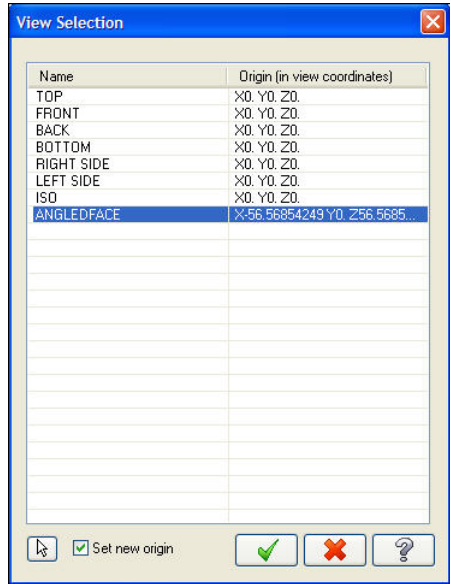 View Selection
Name Origin (in view coordinates)
TOP X0. Y0. Z0.
FRONT X0. Y0. Z0.
BACK X0. Y0. Z0.
BOTTOM X0. Y0. Z0.
RIGHT SIDE X0. Y0. Z0.
LEFT SIDE X0. Y0. Z0.
ISO X0. Y0. Z0.
ANGLEDFACE X-56.56854249 Y0. Z56.5685...
Set new origin